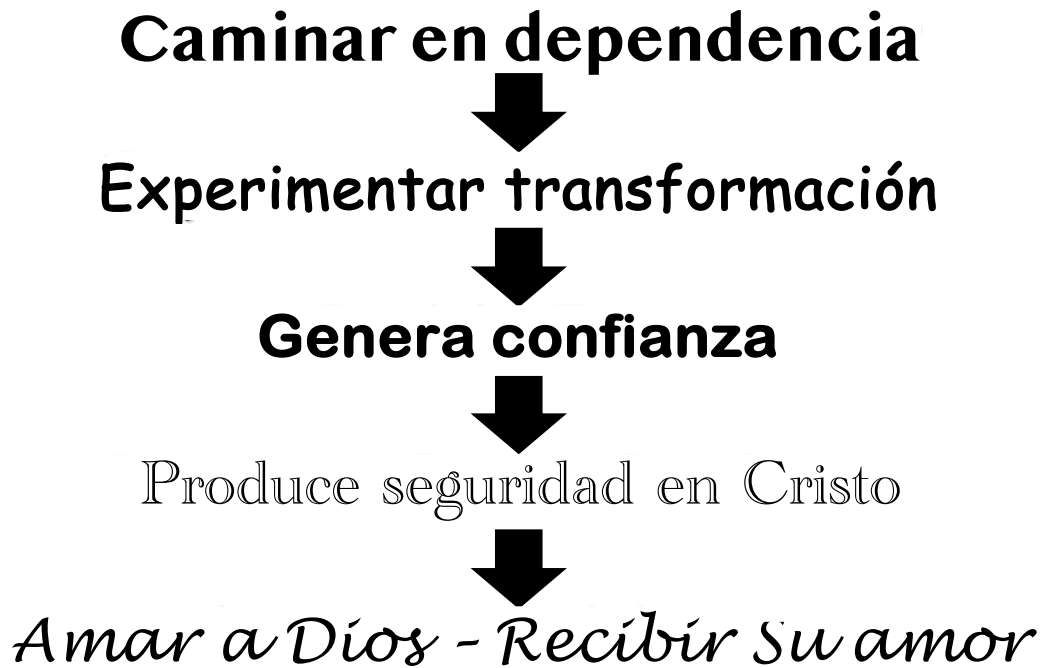 Caminar en dependencia
Experimentar transformación
Genera confianza
Produce seguridad en Cristo
Amar a Dios - Recibir Su amor